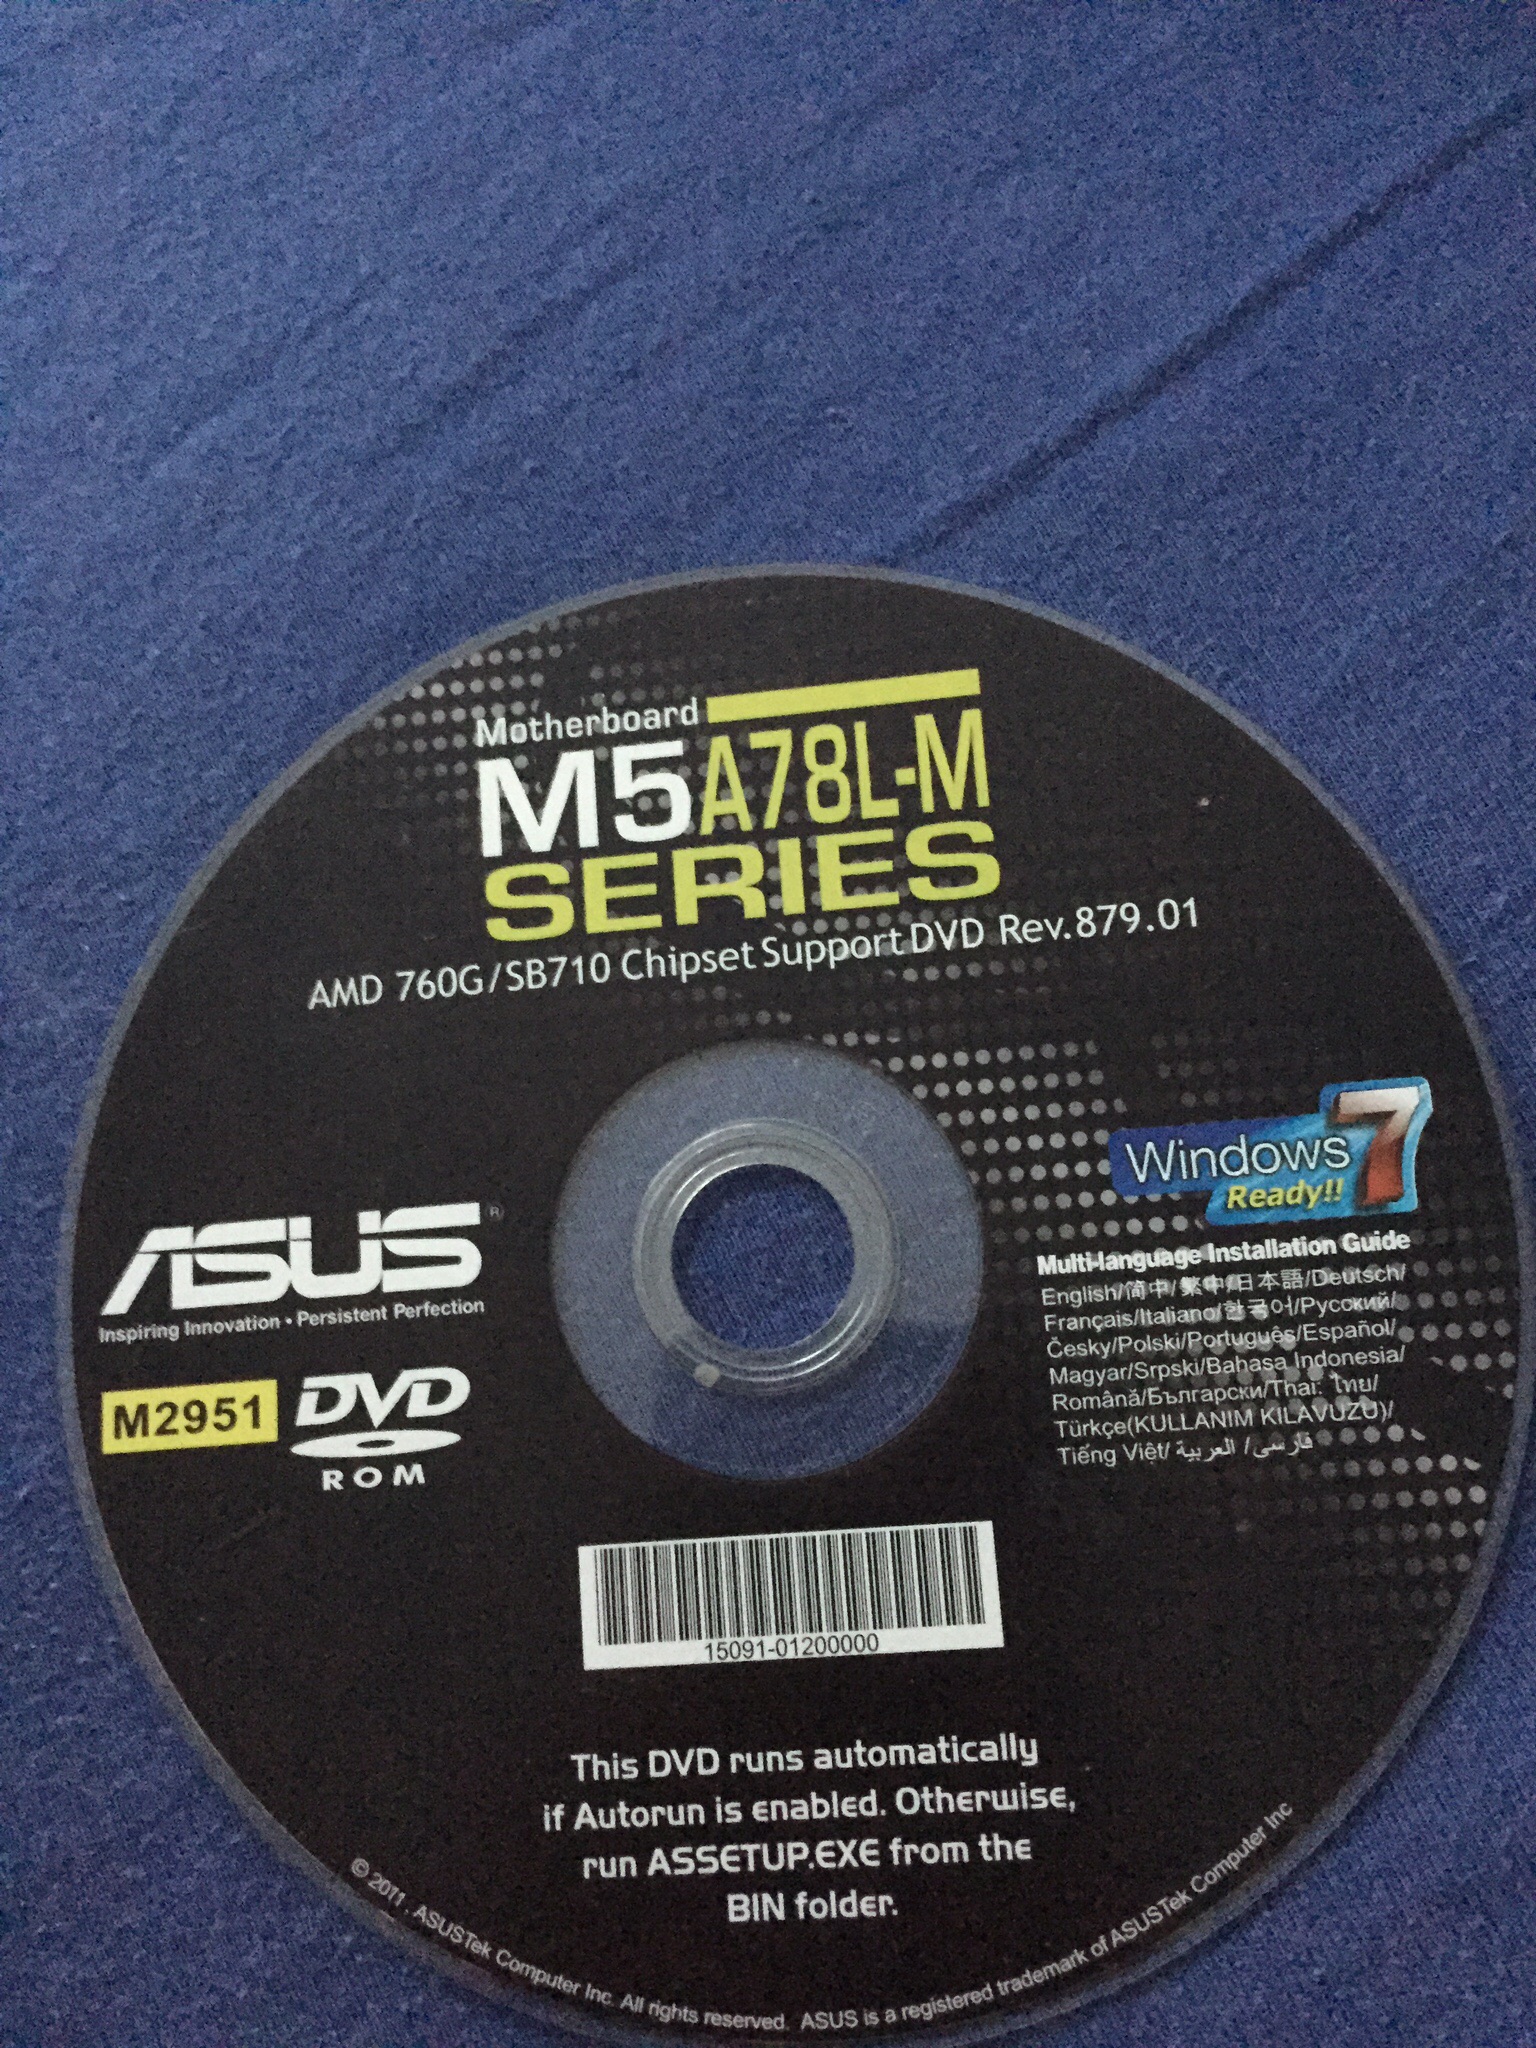 Motherboard
M5A78L-M
SERIES
AMD 760G/SB710 Chipset Support DVD Rev.879.01
Windows 7
Ready!!
ASUS®
Inspiring Innovation • Persistent Perfection
M2951
DVD
ROM
Multi-language Installation Guide
English/简中/繁中/日本語/Deutsch/
Français/Italiano/한국어/Русский/
Česky/Polski/Português/Español/
Magyar/Srpski/Bahasa Indonesia/
Română/Български/Thai: ไทย/
Türkçe(KULLANIM KILAVUZU)/
Tiếng Việt/ العربية / فارسى
15091-01200000
This DVD runs automatically
if Autorun is enabled. Otherwise,
run ASSETUP.EXE from the
BIN folder.
© 2011 , ASUSTek Computer Inc. All rights reserved. ASUS is a registered trademark of ASUSTek Computer Inc